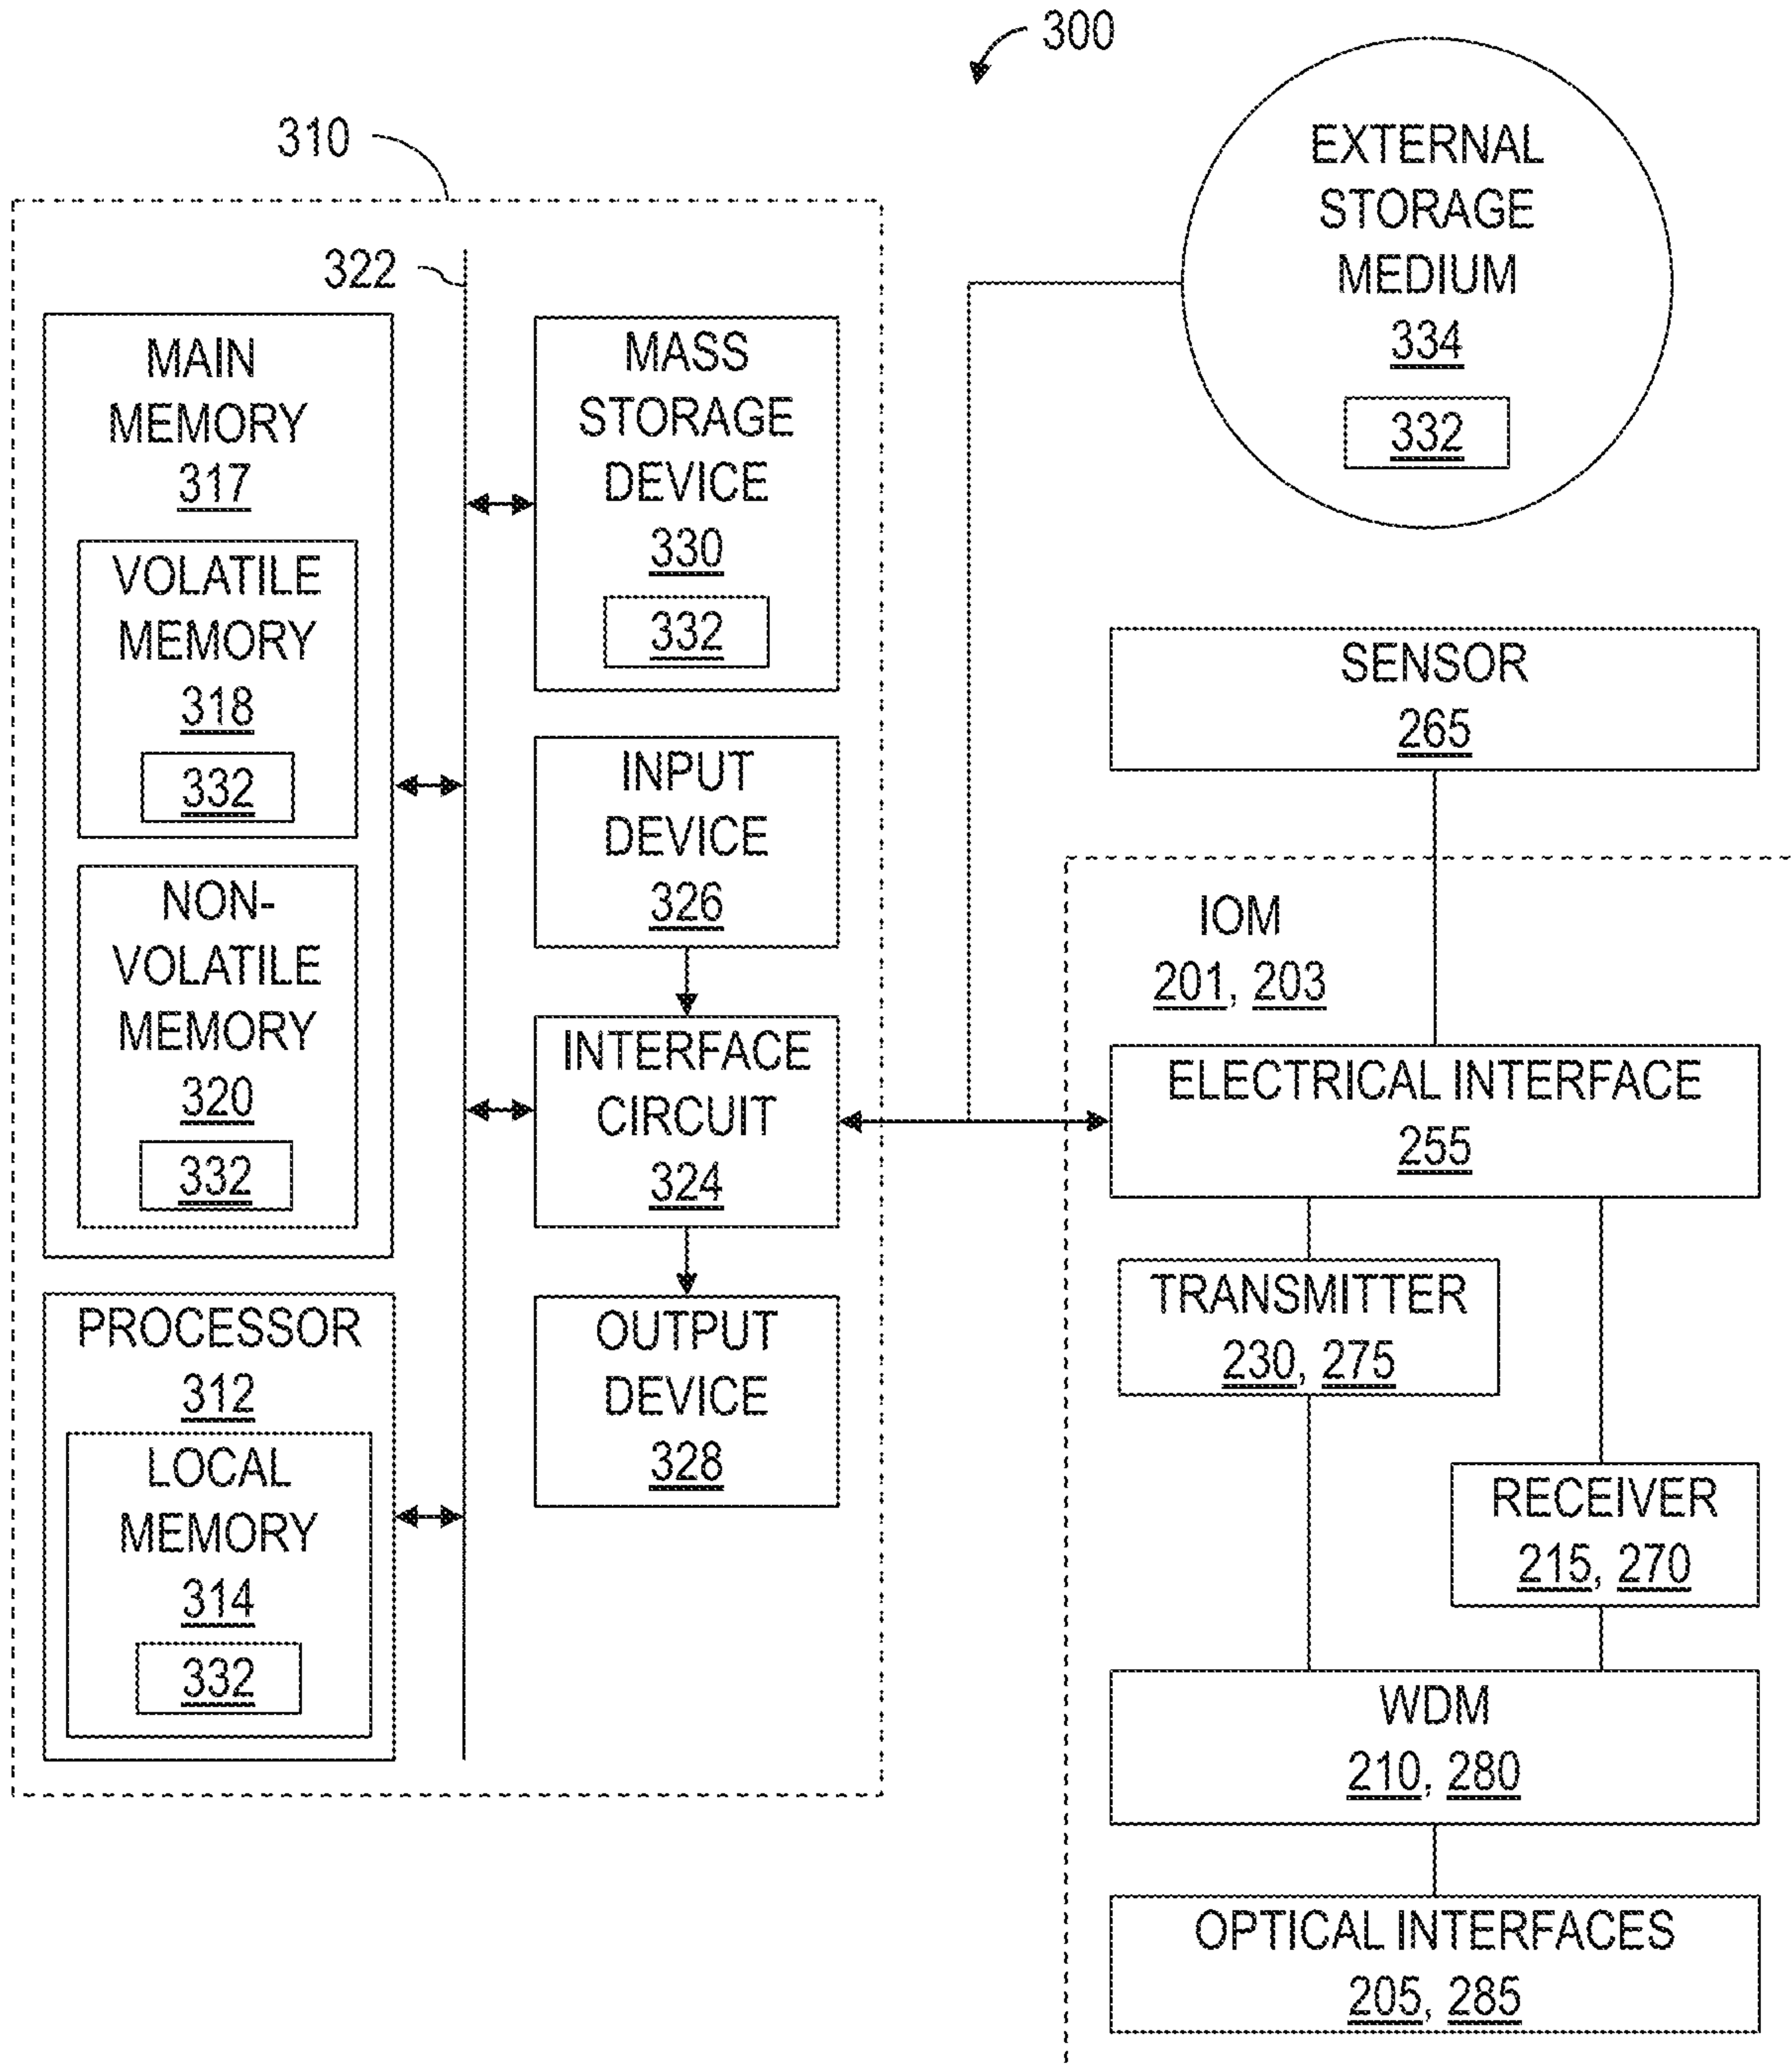 300
310
322
MAIN
MEMORY
317
VOLATILE
MEMORY
318
332
NON-
VOLATILE
MEMORY
320
332
PROCESSOR
312
LOCAL
MEMORY
314
332
MASS
STORAGE
DEVICE
330
332
INPUT
DEVICE
326
INTERFACE
CIRCUIT
324
OUTPUT
DEVICE
328
EXTERNAL
STORAGE
MEDIUM
334
332
SENSOR
265
IOM
201, 203
ELECTRICAL INTERFACE
255
TRANSMITTER
230, 275
RECEIVER
215, 270
WDM
210, 280
OPTICAL INTERFACES
205, 285